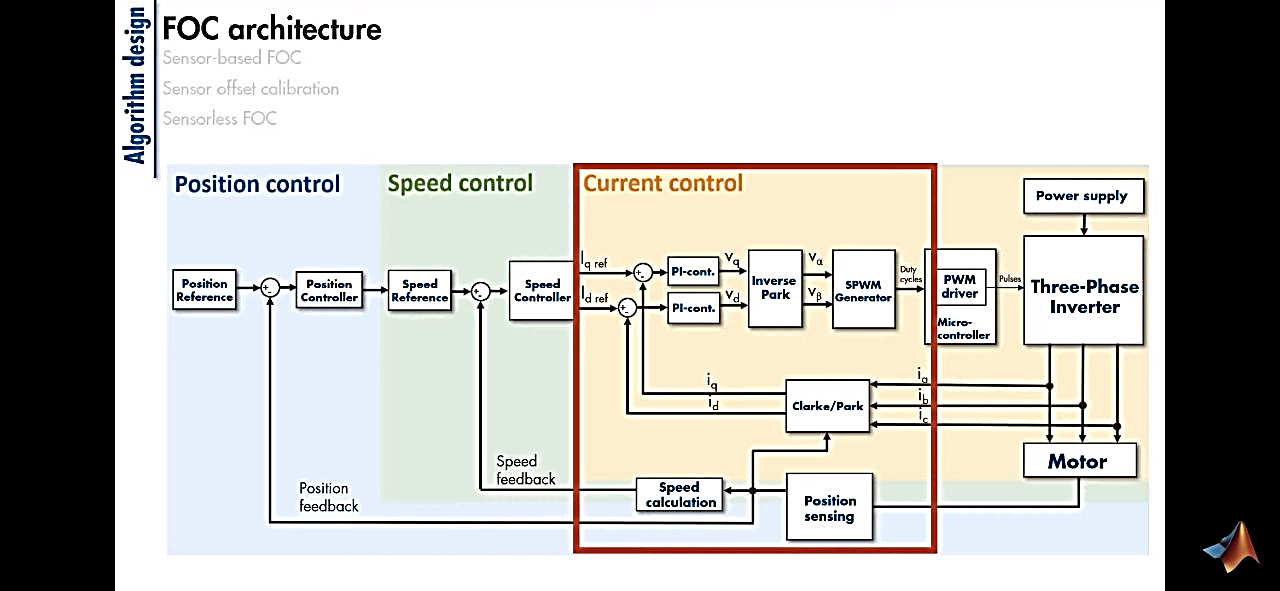 Algorithm design
FOC architecture
Sensor-based FOC
Sensor offset calibration
Sensorless FOC
Position control
Speed control
Current control
Power supply
Position
Reference
+
-
Position
Controller
Speed
Reference
+
-
Speed
Controller
Iq ref
Id ref
+
-
+
-
PI-cont.
PI-cont.
vq
vd
Inverse
Park
vα
vβ
SPWM
Generator
Duty
cycles
PWM
driver
Micro-
controller
Pulses
Three-Phase
Inverter
iq
id
Clarke/Park
ia
ib
ic
Motor
Speed
feedback
Speed
calculation
Position
sensing
Position
feedback